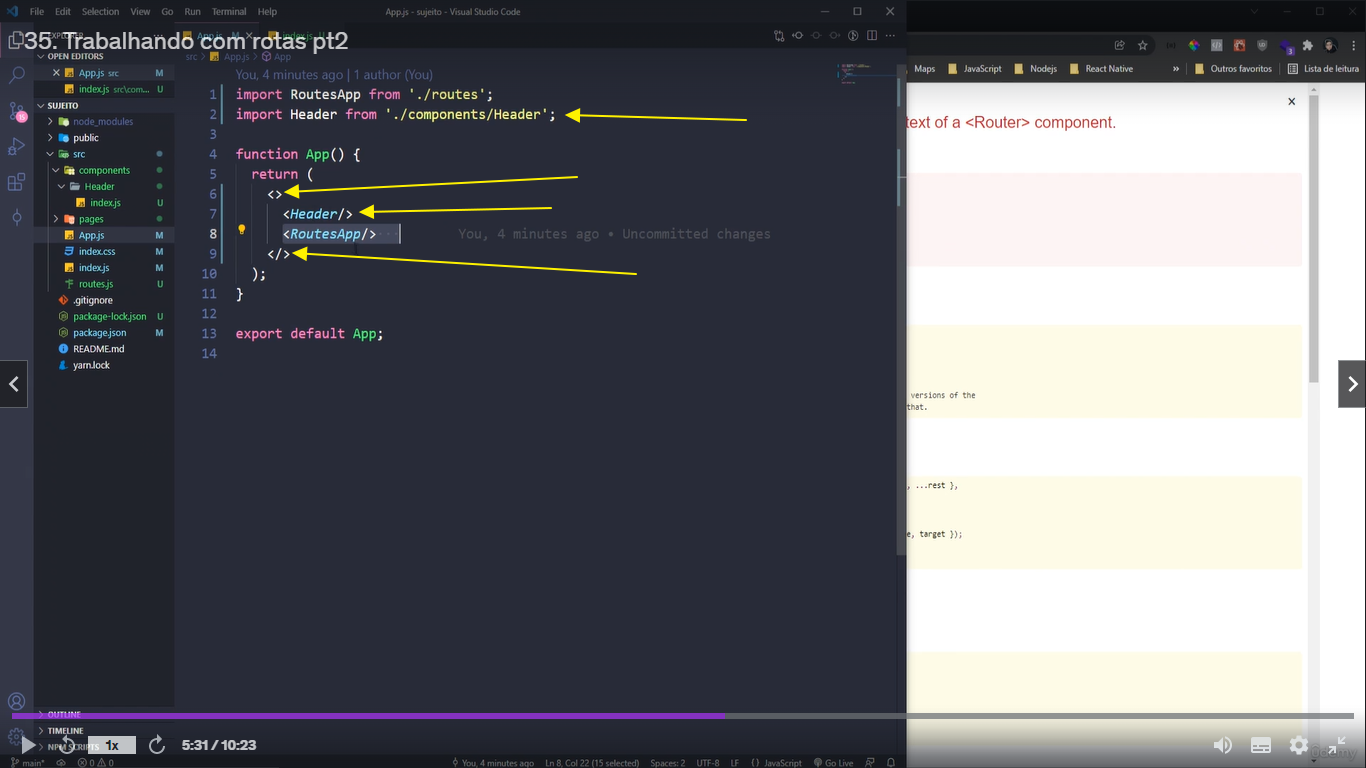 File Edit Selection View Go Run Terminal Help
App.js - sujeito - Visual Studio Code
35. Trabalhando com rotas pt2
OPEN EDITORS
App.js src M
index.js src\com... U
SUJEITO
node_modules
public
src
components
Header
index.js U
pages
App.js M
index.css M
index.js M
routes.js U
.gitignore
package-lock.json U
package.json M
README.md
yarn.lock
OUTLINE
TIMELINE
NPM SCRIPTS
src > App.js > App
You, 4 minutes ago | 1 author (You)
1 import RoutesApp from './routes';
2 import Header from './components/Header';
3
4 function App() {
5 return (
6 <>
7 <Header/>
8 <RoutesApp/> You, 4 minutes ago • Uncommitted changes
9 </>
10 );
11 }
12
13 export default App;
14
Maps JavaScript Nodejs React Native » Outros favoritos Lista de leitura
text of a <Router> component.
versions of the
that.
, ...rest },
e, target });
1x 5:31 / 10:23
main* 0 0 You, 4 minutes ago Ln 8, Col 22 (15 selected) Spaces: 2 UTF-8 LF {} JavaScript Go Live
Udemy